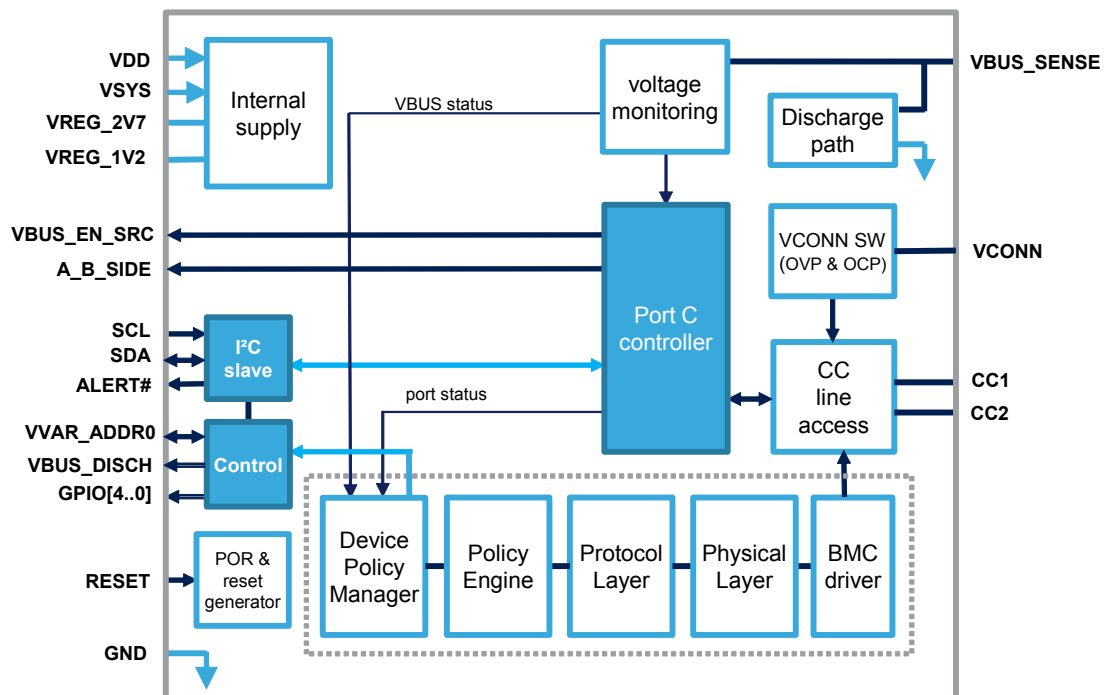 VDD
VSYS
VREG_2V7
VREG_1V2
Internal
supply
VBUS status
voltage
monitoring
VBUS_SENSE
Discharge
path
VBUS_EN_SRC
A_B_SIDE
VCONN SW
(OVP & OCP)
VCONN
Port C
controller
SCL
SDA
ALERT#
I²C
slave
CC
line
access
CC1
CC2
port status
VVAR_ADDR0
VBUS_DISCH
GPIO[4..0]
Control
Device
Policy
Manager
Policy
Engine
Protocol
Layer
Physical
Layer
BMC
driver
RESET
POR &
reset
generator
GND